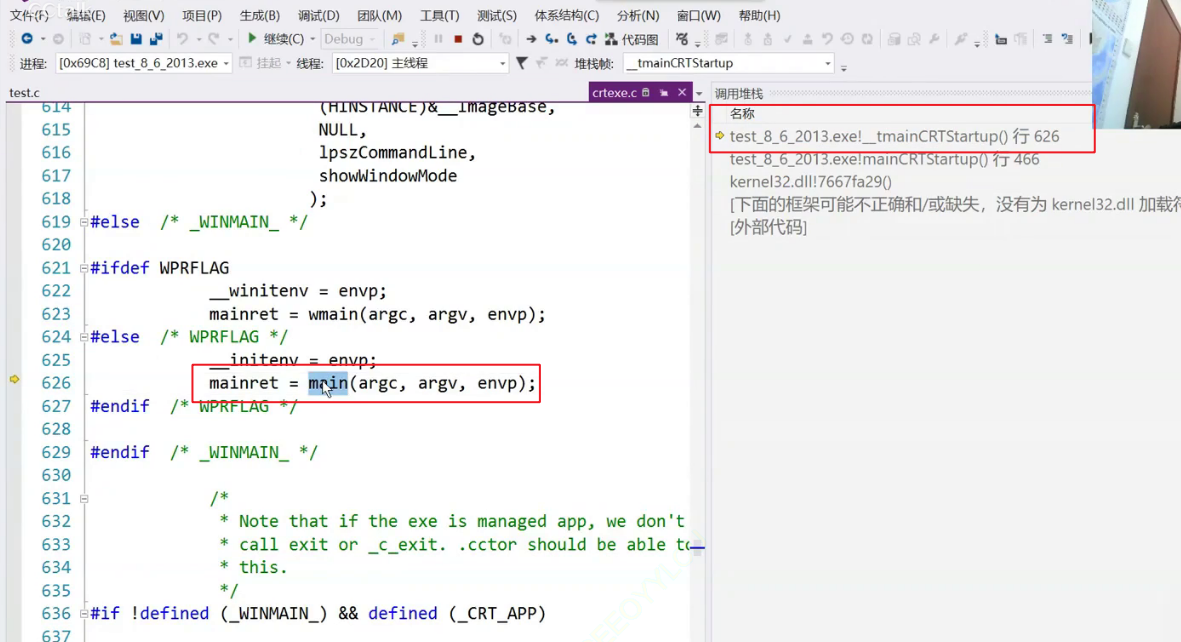 文件(F) 编辑(E) 视图(V) 项目(P) 生成(B) 调试(D) 团队(M) 工具(T) 测试(S) 体系结构(C) 分析(N) 窗口(W) 帮助(H)
继续(C) Debug 代码图
进程: [0x69C8] test_8_6_2013.exe 挂起 线程: [0x2D20] 主线程 堆栈帧: __tmainCRTStartup
test.c crtexe.c
调用堆栈
名称
test_8_6_2013.exe!__tmainCRTStartup() 行 626
test_8_6_2013.exe!mainCRTStartup() 行 466
kernel32.dll!7667fa29()
[下面的框架可能不正确和/或缺失，没有为 kernel32.dll 加载符
[外部代码]
614 (HINSTANCE)&__ImageBase,
615 NULL,
616 lpszCommandLine,
617 showWindowMode
618 );
619 #else /* _WINMAIN_ */
620
621 #ifdef WPRFLAG
622 __winitenv = envp;
623 mainret = wmain(argc, argv, envp);
624 #else /* WPRFLAG */
625 __initenv = envp;
626 mainret = main(argc, argv, envp);
627 #endif /* WPRFLAG */
628
629 #endif /* _WINMAIN_ */
630
631 /*
632 * Note that if the exe is managed app, we don't
633 * call exit or _c_exit. .cctor should be able to
634 * this.
635 */
636 #if !defined (_WINMAIN_) && defined (_CRT_APP)
637